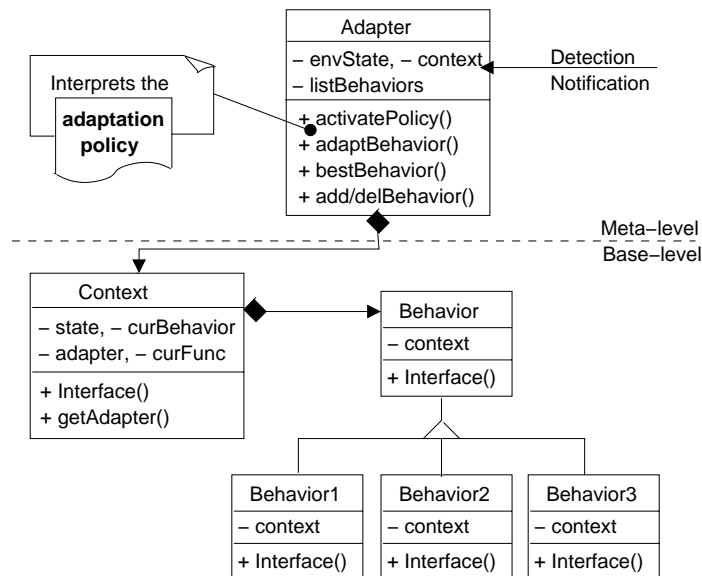 Adapter
− envState, − context
− listBehaviors
+ activatePolicy()
+ adaptBehavior()
+ bestBehavior()
+ add/delBehavior()
Detection
Notification
Interprets the
adaptation
policy
Meta−level
Base−level
Context
− state, − curBehavior
− adapter, − curFunc
+ Interface()
+ getAdapter()
Behavior
− context
+ Interface()
Behavior1
− context
+ Interface()
Behavior2
− context
+ Interface()
Behavior3
− context
+ Interface()